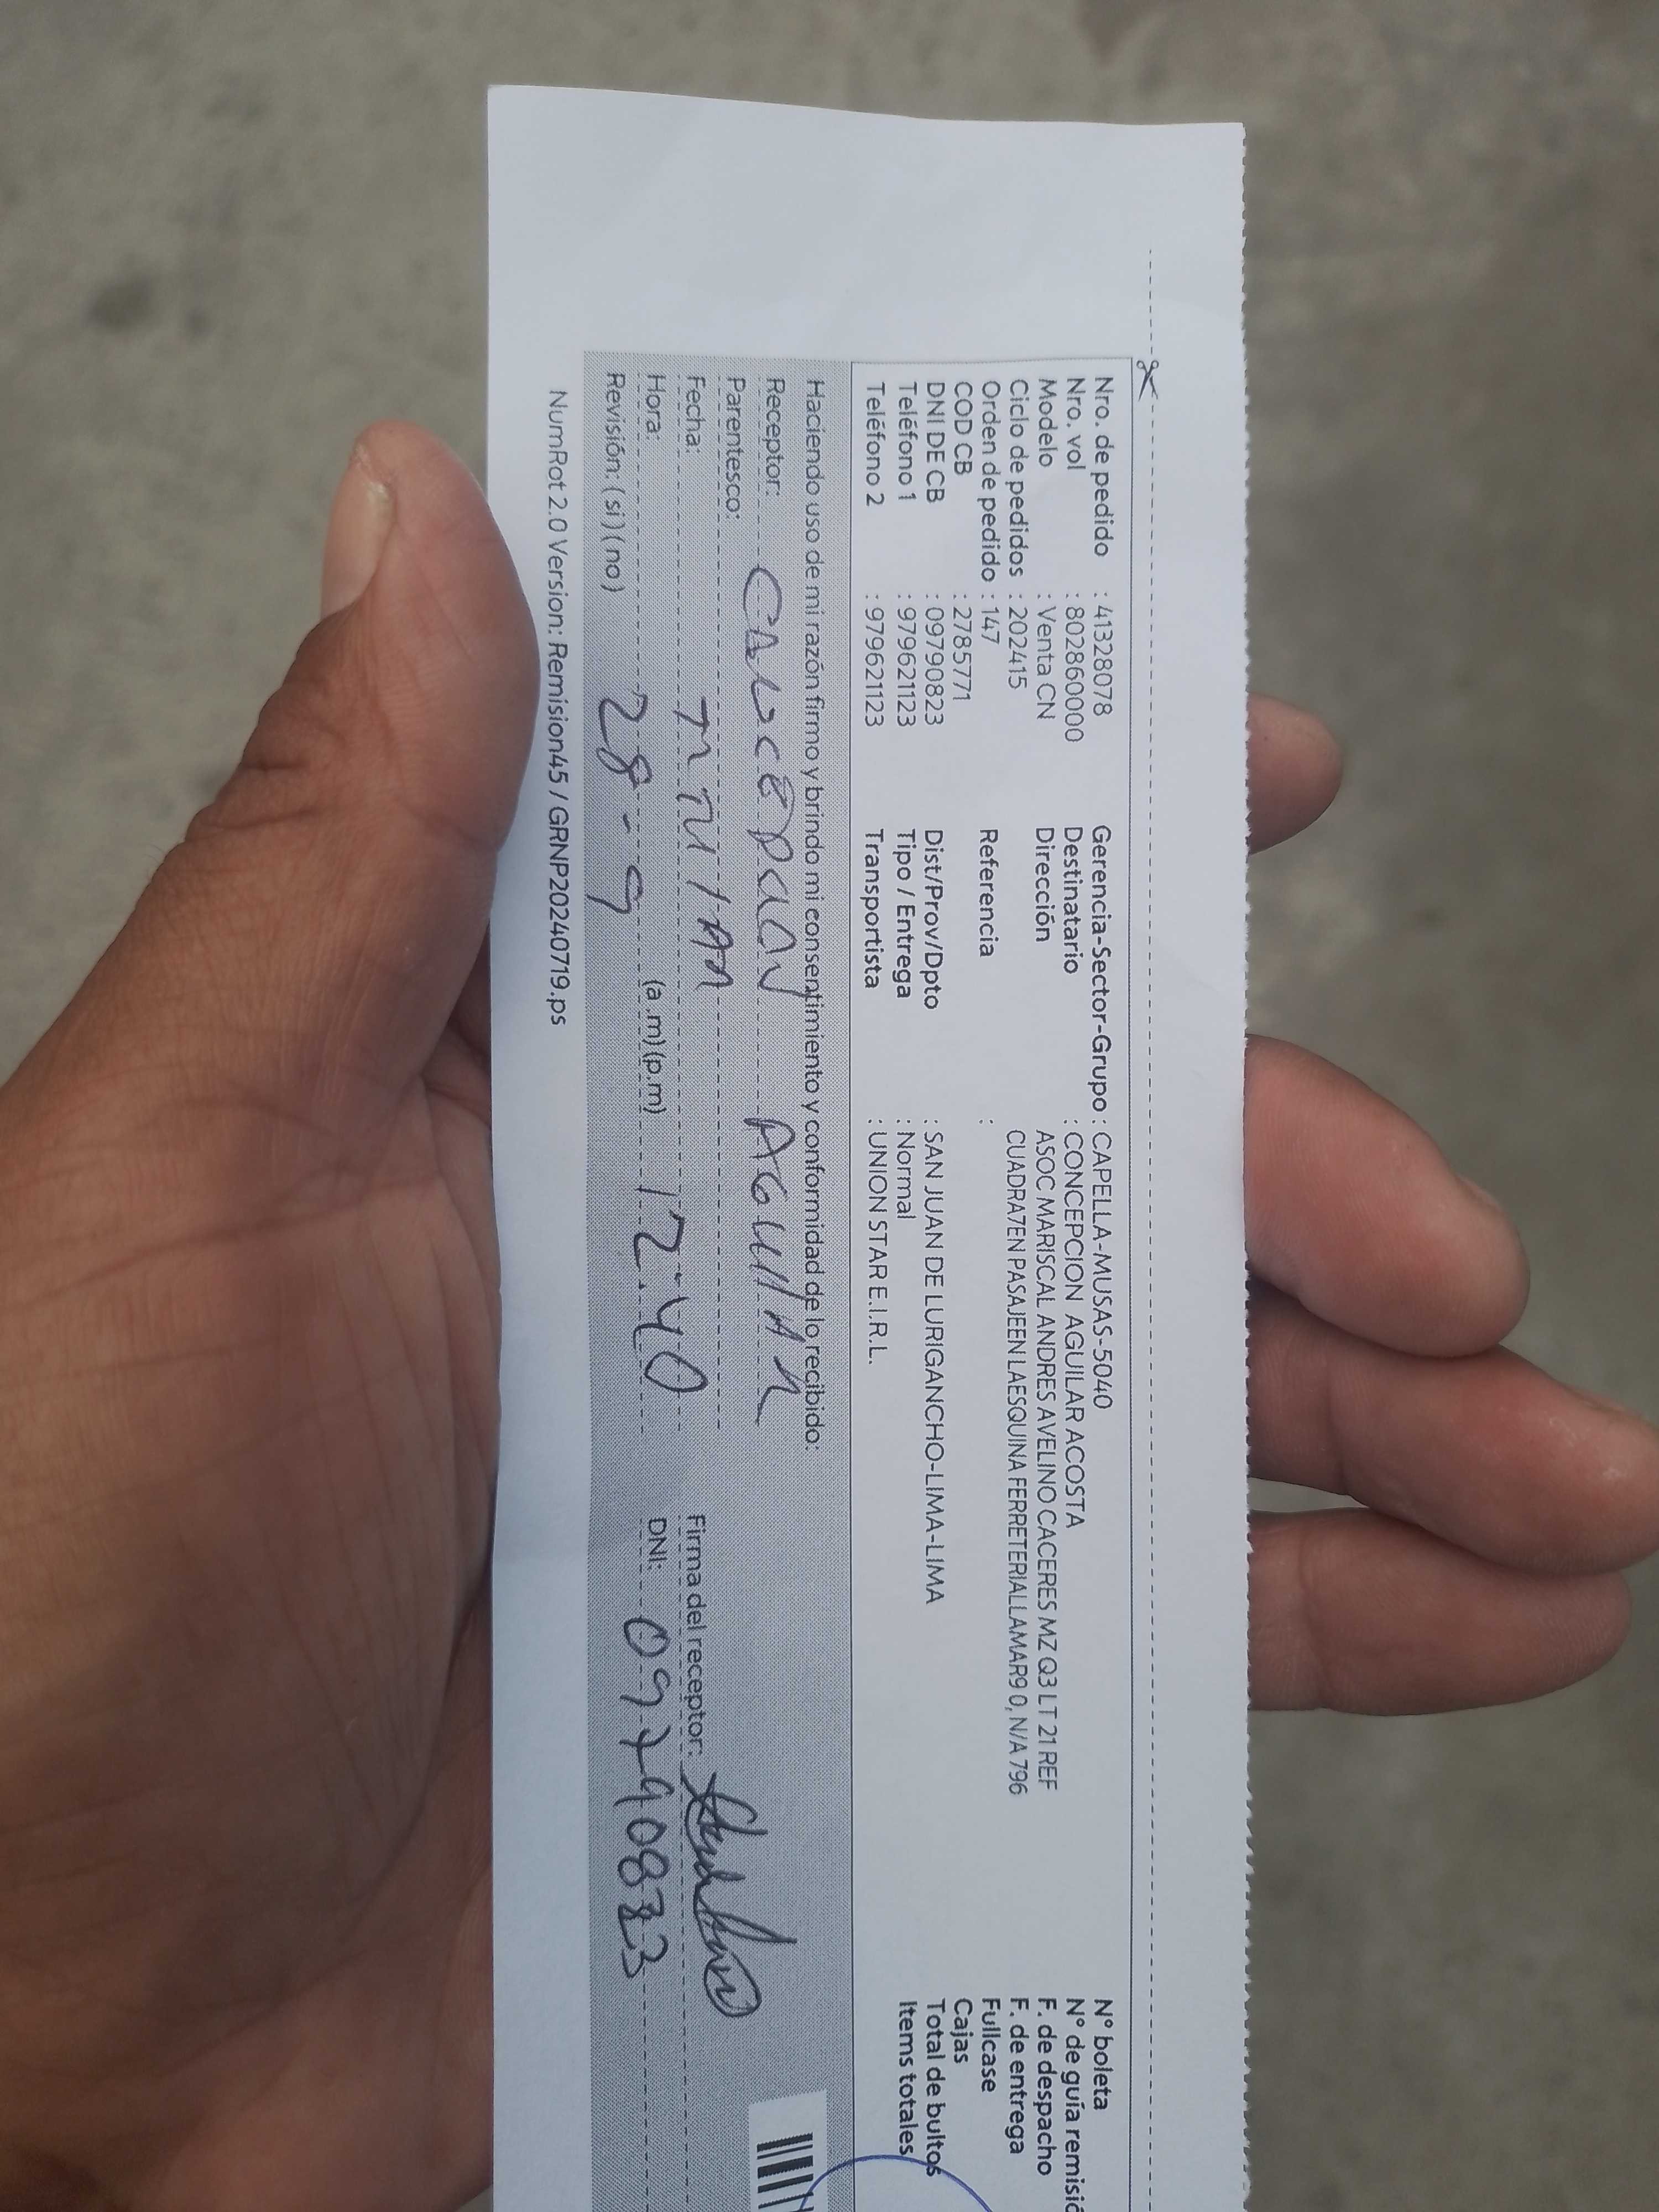 Nro. de pedido : 41328078
Nro. vol : 802860000
Modelo : Venta CN
Ciclo de pedidos : 202415
Orden de pedido : 147
COD CB : 2785771
DNI DE CB : 09790823
Teléfono 1 : 979621123
Teléfono 2 : 979621123
Gerencia-Sector-Grupo : CAPELLA-MUSAS-5040
Destinatario : CONCEPCION AGUILAR ACOSTA
Dirección ASOC MARISCAL ANDRES AVELINO CACERES MZ Q3 LT 21 REF
CUADRA7EN PASAJEENLAESQUINA FERRETERIALLAMAR9 0, N/A 796
Referencia :
Dist/Prov/Dpto : SAN JUAN DE LURIGANCHO-LIMA-LIMA
Tipo / Entrega : Normal
Transportista : UNION STAR E.I.R.L.
N° boleta
N° de guía remisió
F. de despacho
F. de entrega
Fullcase
Cajas
Total de bultos
Items totales
Haciendo uso de mi razón firmo y brindo mi consentimiento y conformidad de lo recibido:
Receptor: AGUILAR
Parentesco:
Fecha:
Hora: (a.m) (p.m) 12.40
Revisión: (si) (no) 28-9
Firma del receptor:
DNI: 09790823
NumRot 2.0 Version: Remision45 / GRNP20240719.ps